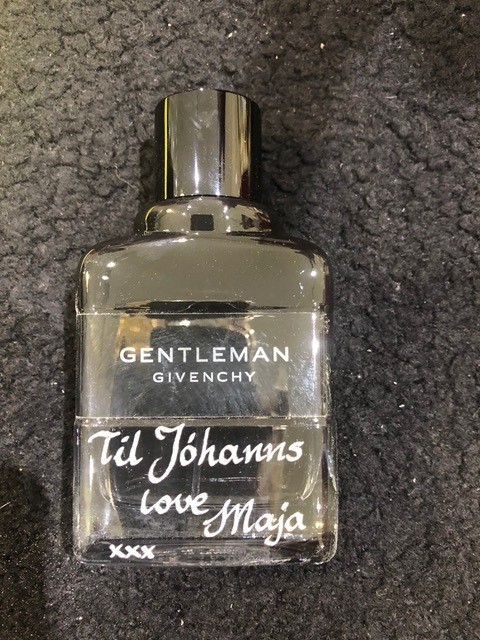 GENTLEMAN
GIVENCHY
Til Jóhanns
love Maja
xxx